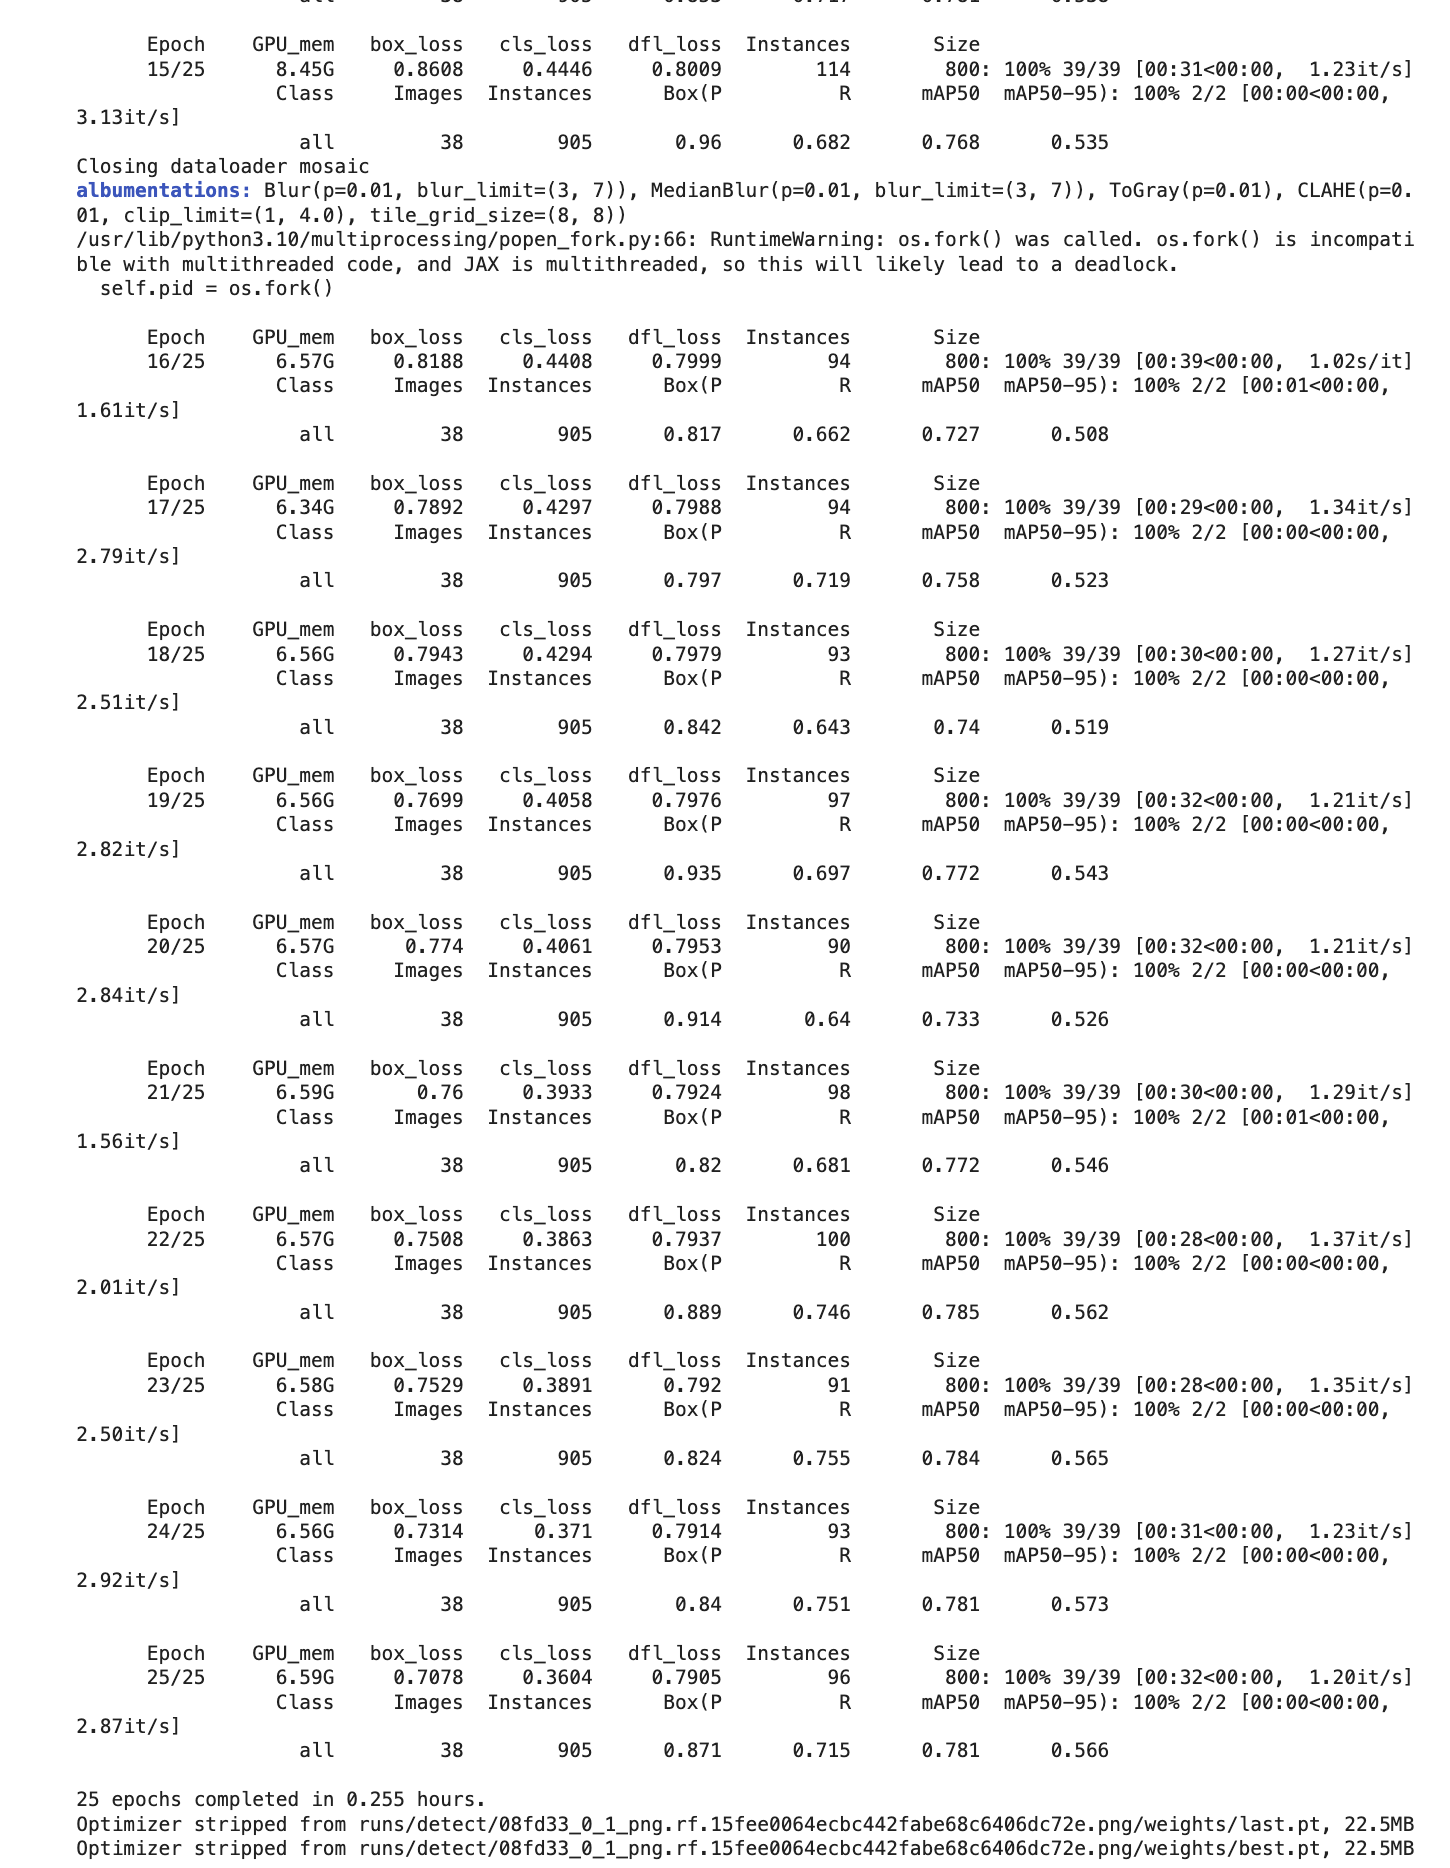 all 38 905 0.853 0.717 0.781 0.538
Epoch GPU_mem box_loss cls_loss dfl_loss Instances Size
15/25 8.45G 0.8608 0.4446 0.8009 114 800: 100% 39/39 [00:31<00:00, 1.23it/s]
Class Images Instances Box(P R mAP50 mAP50-95): 100% 2/2 [00:00<00:00,
3.13it/s]
all 38 905 0.96 0.682 0.768 0.535
Closing dataloader mosaic
albumentations: Blur(p=0.01, blur_limit=(3, 7)), MedianBlur(p=0.01, blur_limit=(3, 7)), ToGray(p=0.01), CLAHE(p=0.
01, clip_limit=(1, 4.0), tile_grid_size=(8, 8))
/usr/lib/python3.10/multiprocessing/popen_fork.py:66: RuntimeWarning: os.fork() was called. os.fork() is incompati
ble with multithreaded code, and JAX is multithreaded, so this will likely lead to a deadlock.
self.pid = os.fork()
Epoch GPU_mem box_loss cls_loss dfl_loss Instances Size
16/25 6.57G 0.8188 0.4408 0.7999 94 800: 100% 39/39 [00:39<00:00, 1.02s/it]
Class Images Instances Box(P R mAP50 mAP50-95): 100% 2/2 [00:01<00:00,
1.61it/s]
all 38 905 0.817 0.662 0.727 0.508
Epoch GPU_mem box_loss cls_loss dfl_loss Instances Size
17/25 6.34G 0.7892 0.4297 0.7988 94 800: 100% 39/39 [00:29<00:00, 1.34it/s]
Class Images Instances Box(P R mAP50 mAP50-95): 100% 2/2 [00:00<00:00,
2.79it/s]
all 38 905 0.797 0.719 0.758 0.523
Epoch GPU_mem box_loss cls_loss dfl_loss Instances Size
18/25 6.56G 0.7943 0.4294 0.7979 93 800: 100% 39/39 [00:30<00:00, 1.27it/s]
Class Images Instances Box(P R mAP50 mAP50-95): 100% 2/2 [00:00<00:00,
2.51it/s]
all 38 905 0.842 0.643 0.74 0.519
Epoch GPU_mem box_loss cls_loss dfl_loss Instances Size
19/25 6.56G 0.7699 0.4058 0.7976 97 800: 100% 39/39 [00:32<00:00, 1.21it/s]
Class Images Instances Box(P R mAP50 mAP50-95): 100% 2/2 [00:00<00:00,
2.82it/s]
all 38 905 0.935 0.697 0.772 0.543
Epoch GPU_mem box_loss cls_loss dfl_loss Instances Size
20/25 6.57G 0.774 0.4061 0.7953 90 800: 100% 39/39 [00:32<00:00, 1.21it/s]
Class Images Instances Box(P R mAP50 mAP50-95): 100% 2/2 [00:00<00:00,
2.84it/s]
all 38 905 0.914 0.64 0.733 0.526
Epoch GPU_mem box_loss cls_loss dfl_loss Instances Size
21/25 6.59G 0.76 0.3933 0.7924 98 800: 100% 39/39 [00:30<00:00, 1.29it/s]
Class Images Instances Box(P R mAP50 mAP50-95): 100% 2/2 [00:01<00:00,
1.56it/s]
all 38 905 0.82 0.681 0.772 0.546
Epoch GPU_mem box_loss cls_loss dfl_loss Instances Size
22/25 6.57G 0.7508 0.3863 0.7937 100 800: 100% 39/39 [00:28<00:00, 1.37it/s]
Class Images Instances Box(P R mAP50 mAP50-95): 100% 2/2 [00:00<00:00,
2.01it/s]
all 38 905 0.889 0.746 0.785 0.562
Epoch GPU_mem box_loss cls_loss dfl_loss Instances Size
23/25 6.58G 0.7529 0.3891 0.792 91 800: 100% 39/39 [00:28<00:00, 1.35it/s]
Class Images Instances Box(P R mAP50 mAP50-95): 100% 2/2 [00:00<00:00,
2.50it/s]
all 38 905 0.824 0.755 0.784 0.565
Epoch GPU_mem box_loss cls_loss dfl_loss Instances Size
24/25 6.56G 0.7314 0.371 0.7914 93 800: 100% 39/39 [00:31<00:00, 1.23it/s]
Class Images Instances Box(P R mAP50 mAP50-95): 100% 2/2 [00:00<00:00,
2.92it/s]
all 38 905 0.84 0.751 0.781 0.573
Epoch GPU_mem box_loss cls_loss dfl_loss Instances Size
25/25 6.59G 0.7078 0.3604 0.7905 96 800: 100% 39/39 [00:32<00:00, 1.20it/s]
Class Images Instances Box(P R mAP50 mAP50-95): 100% 2/2 [00:00<00:00,
2.87it/s]
all 38 905 0.871 0.715 0.781 0.566
25 epochs completed in 0.255 hours.
Optimizer stripped from runs/detect/08fd33_0_1_png.rf.15fee0064ecbc442fabe68c6406dc72e.png/weights/last.pt, 22.5MB
Optimizer stripped from runs/detect/08fd33_0_1_png.rf.15fee0064ecbc442fabe68c6406dc72e.png/weights/best.pt, 22.5MB